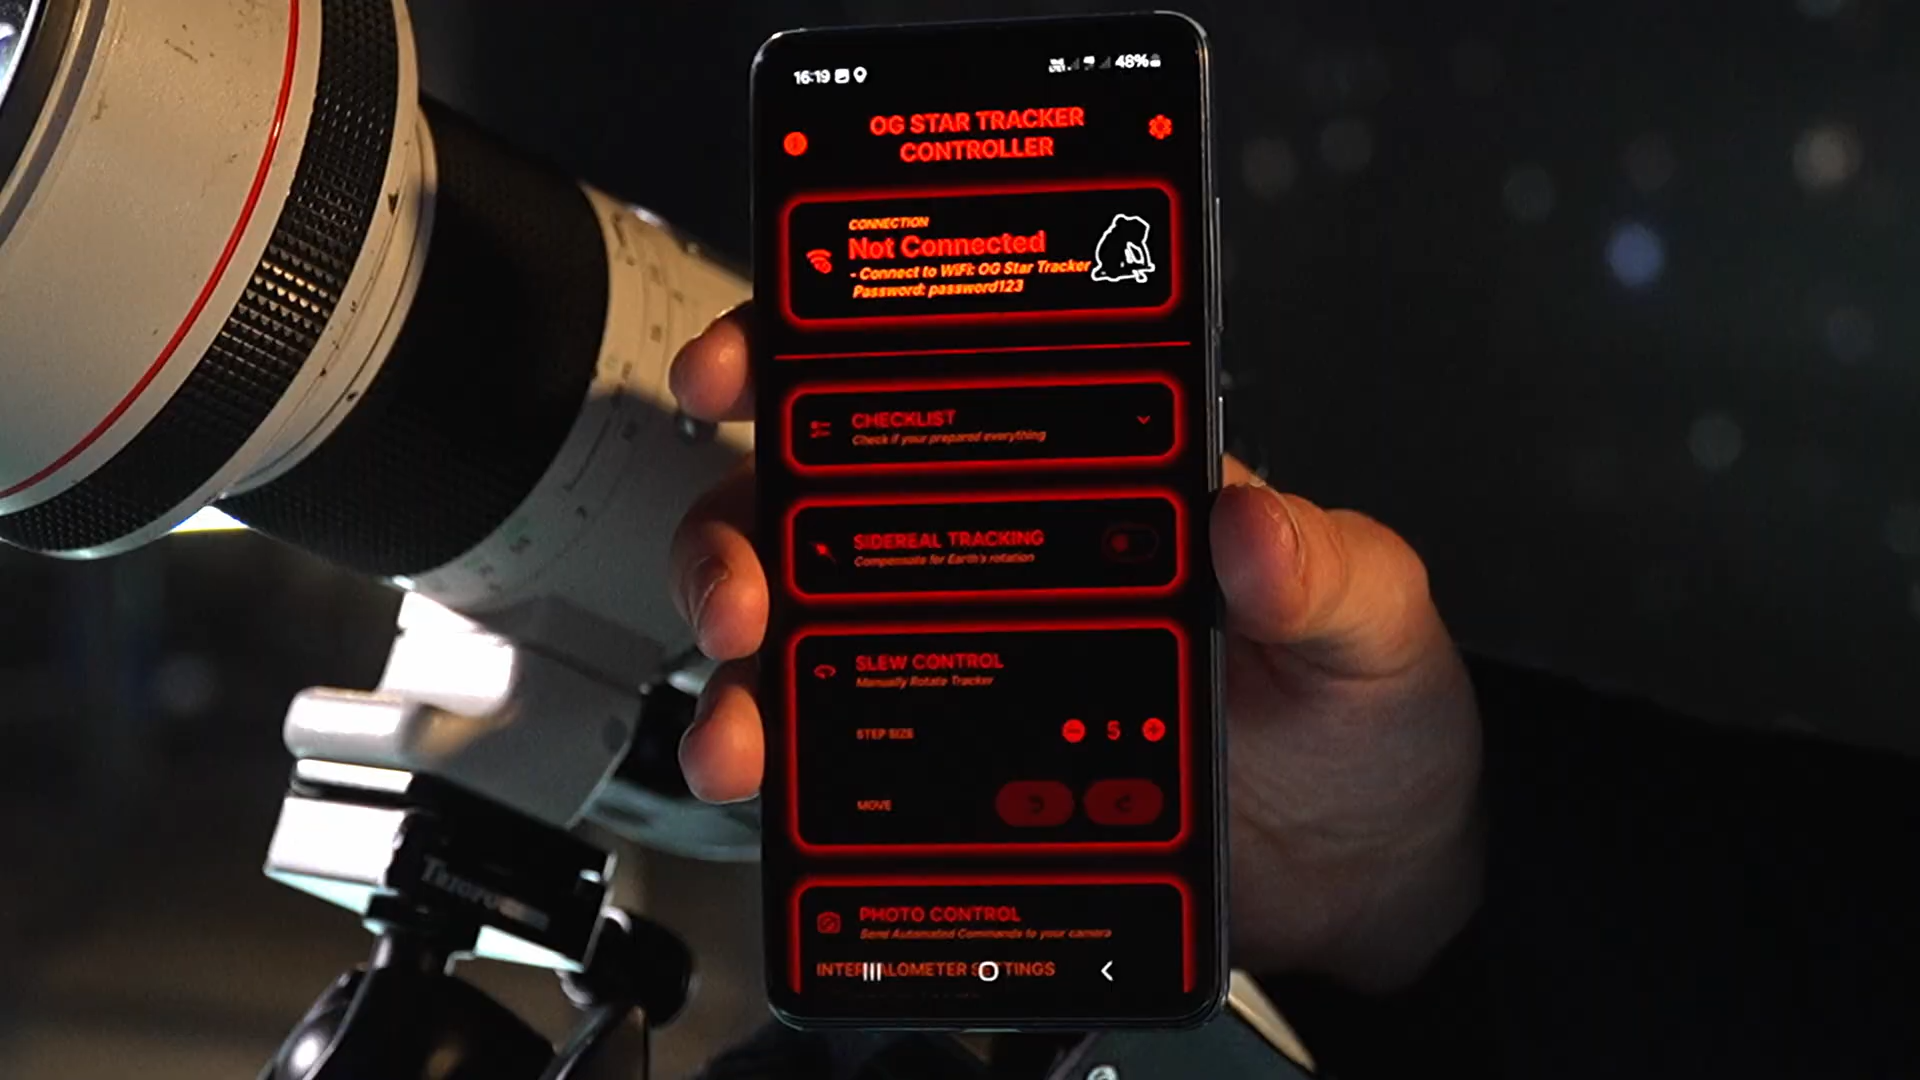 16:19
48%
OG STAR TRACKER
CONTROLLER
CONNECTION
Not Connected
- Connect to WiFi: OG Star Tracker
Password: password123
CHECKLIST
Check if your prepared everything
SIDEREAL TRACKING
Compensate for Earth's rotation
SLEW CONTROL
Manually Rotate Tracker
STEP SIZE
5
MOVE
PHOTO CONTROL
Send Automated Commands to your camera